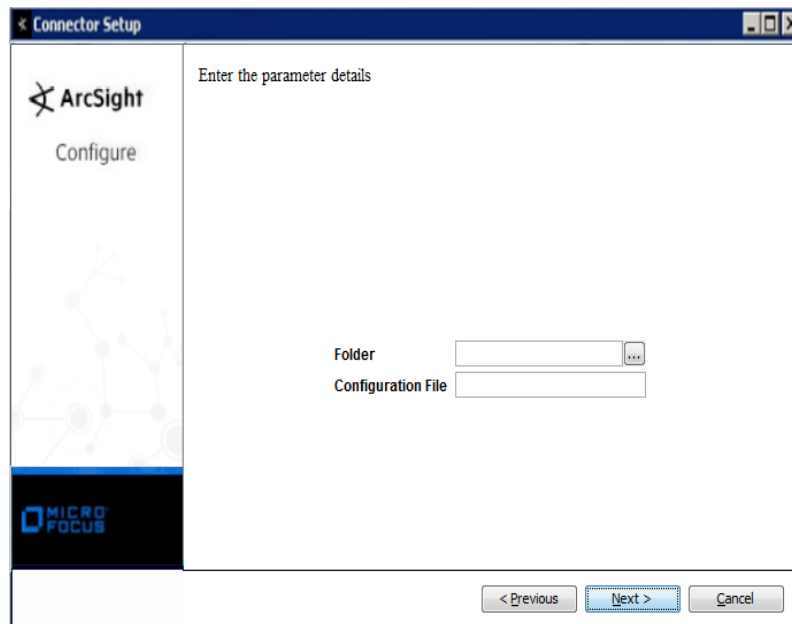 Connector Setup
ArcSight
Configure
Enter the parameter details
Folder
...
Configuration File
MICRO
FOCUS
< Previous
Next >
Cancel